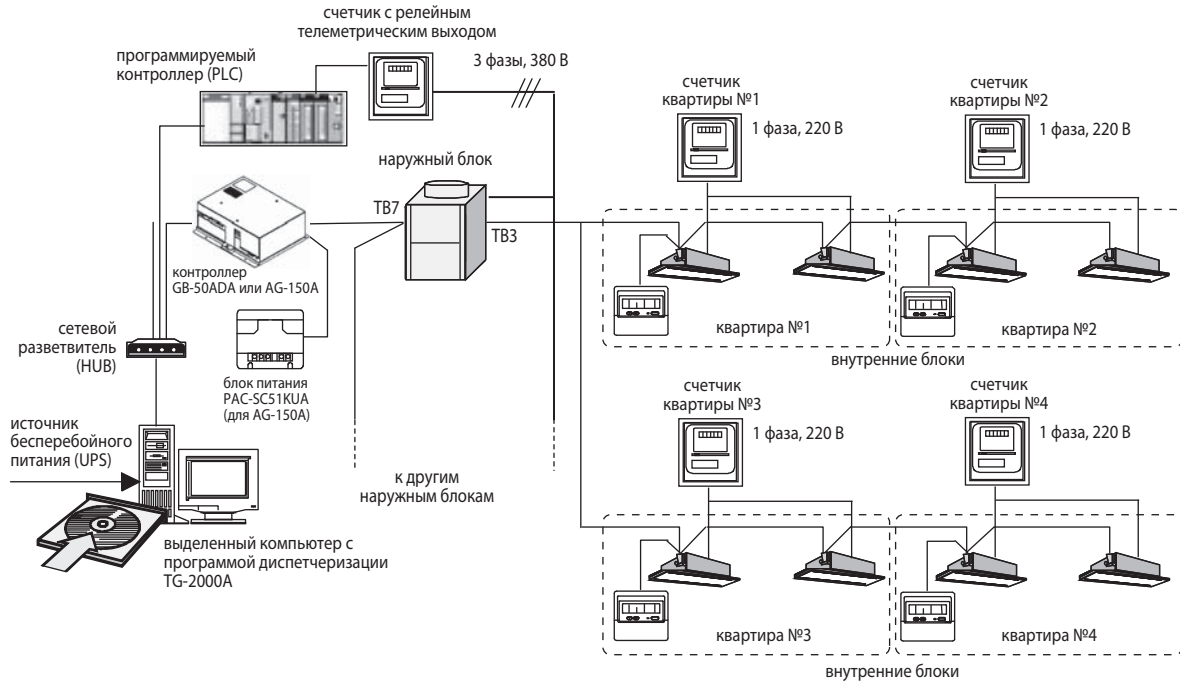 счетчик с релейным
телеметрическим выходом
программируемый
контроллер (PLC)
3 фазы, 380 В
наружный блок
TB7
TB3
контроллер
GB-50ADA или AG-150A
сетевой
разветвитель
(HUB)
блок питания
PAC-SC51KUA
(для AG-150A)
источник
бесперебойного
питания (UPS)
к другим
наружным блокам
выделенный компьютер с
программой диспетчеризации
TG-2000A
счетчик
квартиры №1
1 фаза, 220 В
счетчик
квартиры №2
1 фаза, 220 В
квартира №1
квартира №2
внутренние блоки
счетчик
квартиры №3
1 фаза, 220 В
счетчик
квартиры №4
1 фаза, 220 В
квартира №3
квартира №4
внутренние блоки